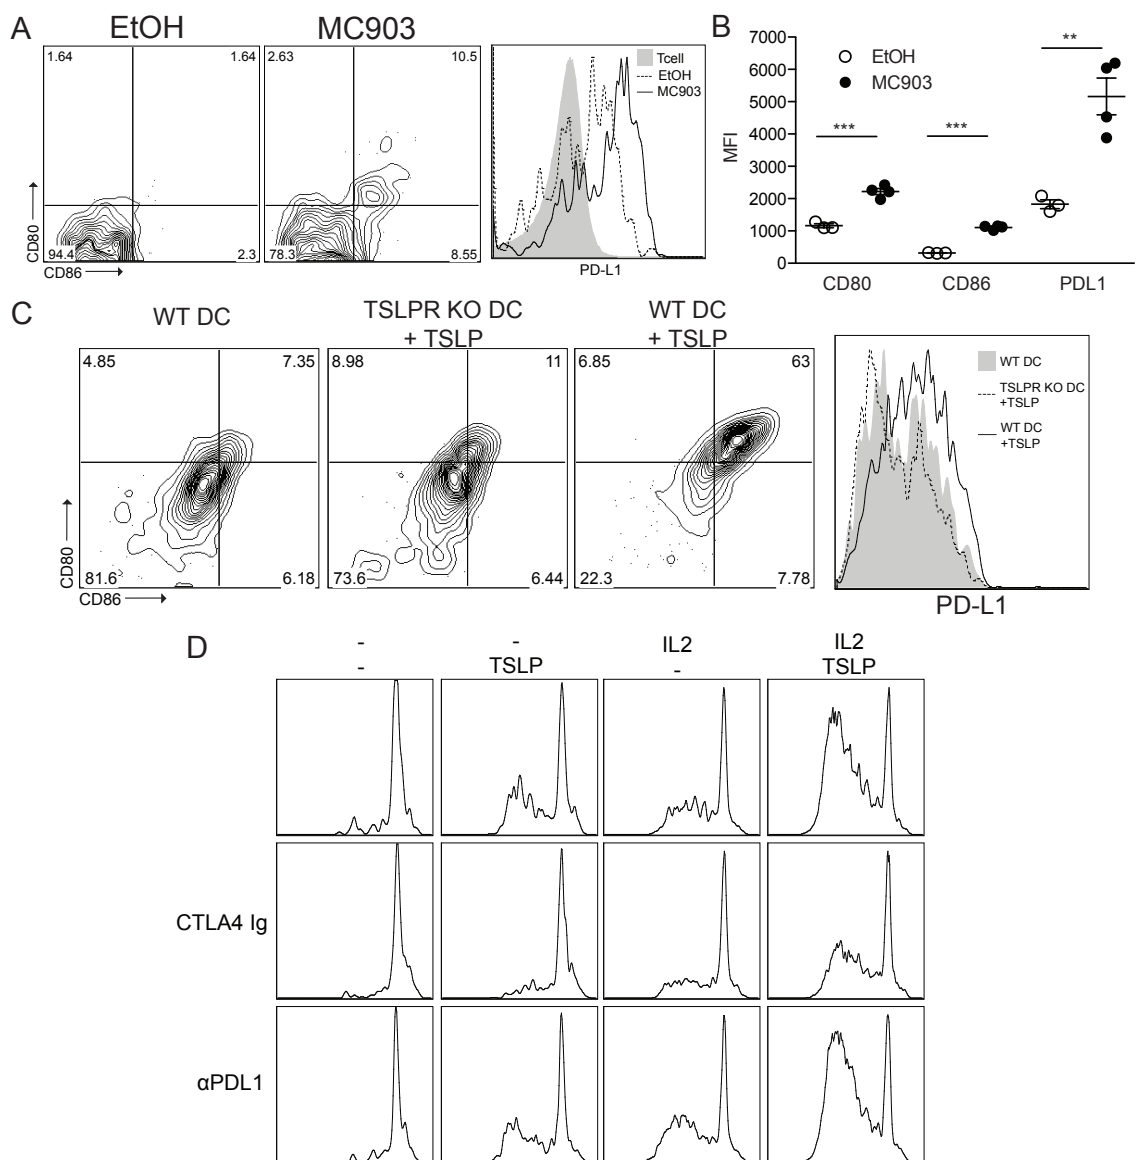 A
EtOH
MC903
1.64
1.64
94.4
2.3
CD80
CD86
2.63
10.5
78.3
8.55
Tcell
EtOH
MC903
PD-L1
B
7000
6000
5000
4000
3000
2000
1000
0
MFI
EtOH
MC903
***
***
**
CD80
CD86
PDL1
C
WT DC
4.85
7.35
81.6
6.18
CD80
CD86
TSLPR KO DC
+ TSLP
8.98
11
73.6
6.44
WT DC
+ TSLP
6.85
63
22.3
7.78
WT DC
TSLPR KO DC
+TSLP
WT DC
+TSLP
PD-L1
D
- - IL2 IL2
- TSLP - TSLP
CTLA4 Ig
αPDL1